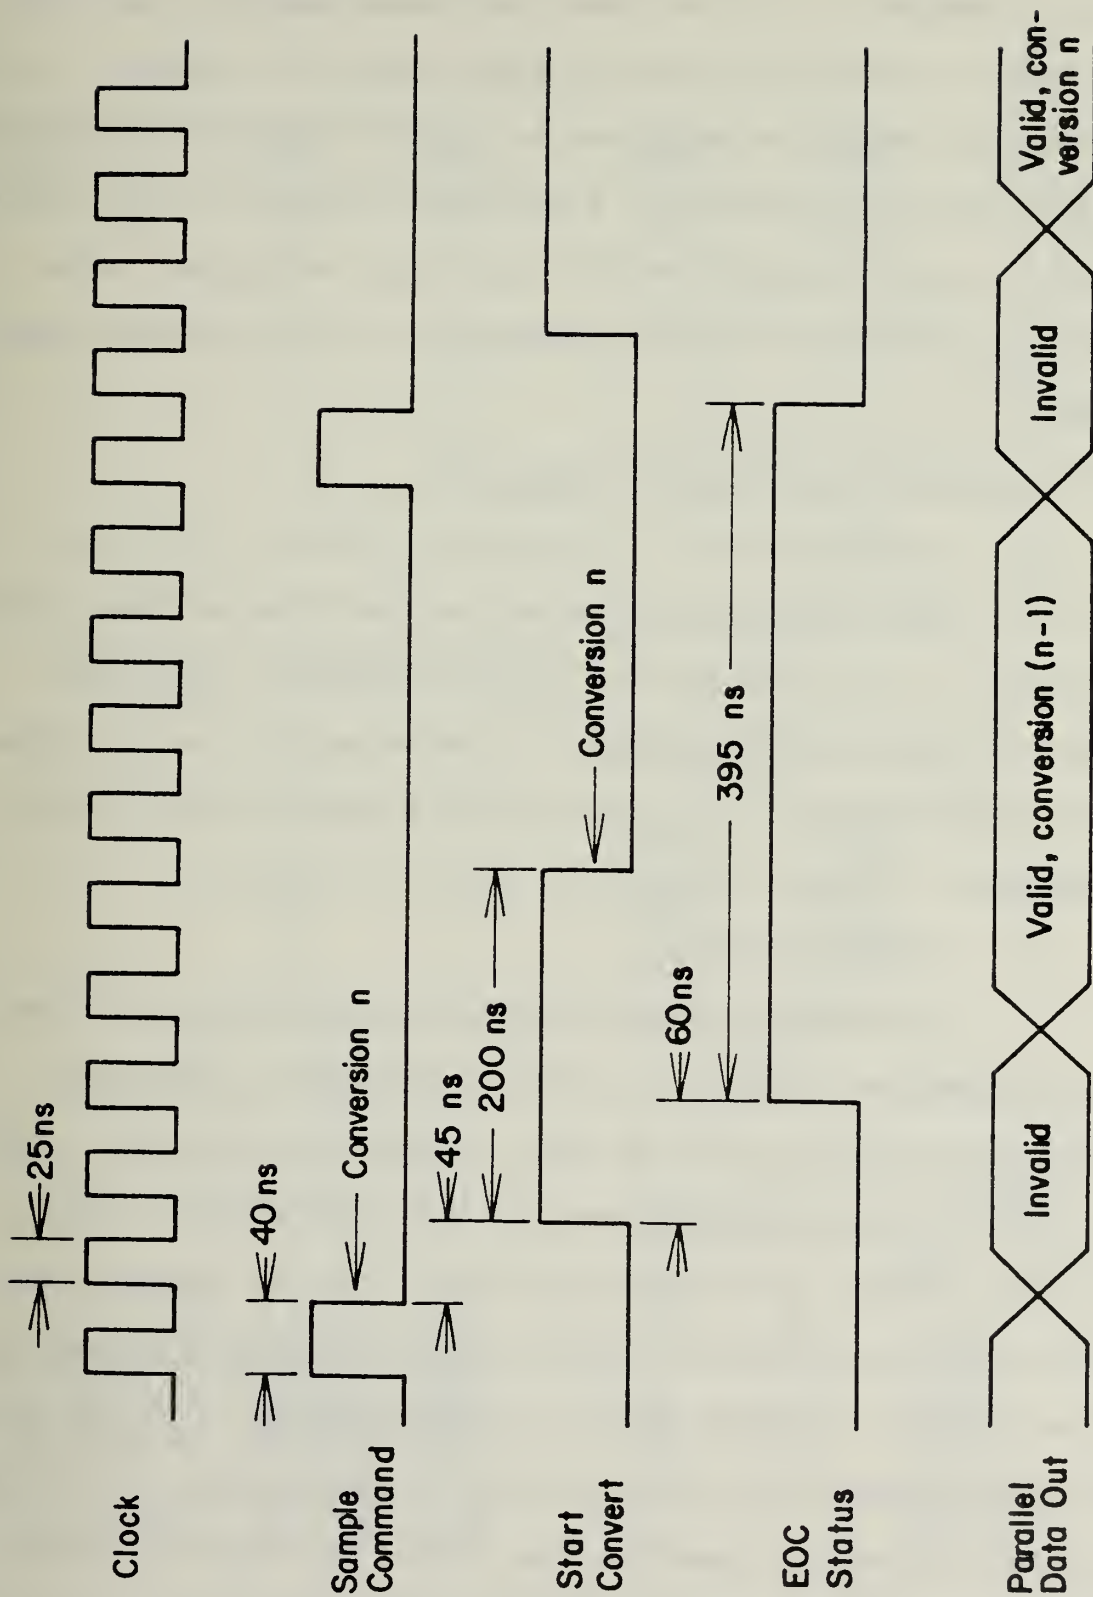 Clock
25ns
Sample
Command
40 ns
Conversion n
Start
Convert
45 ns
200 ns
Conversion n
EOC
Status
60ns
395 ns
Parallel
Data Out
Invalid
Valid, conversion (n-1)
Invalid
Valid, con-
version n